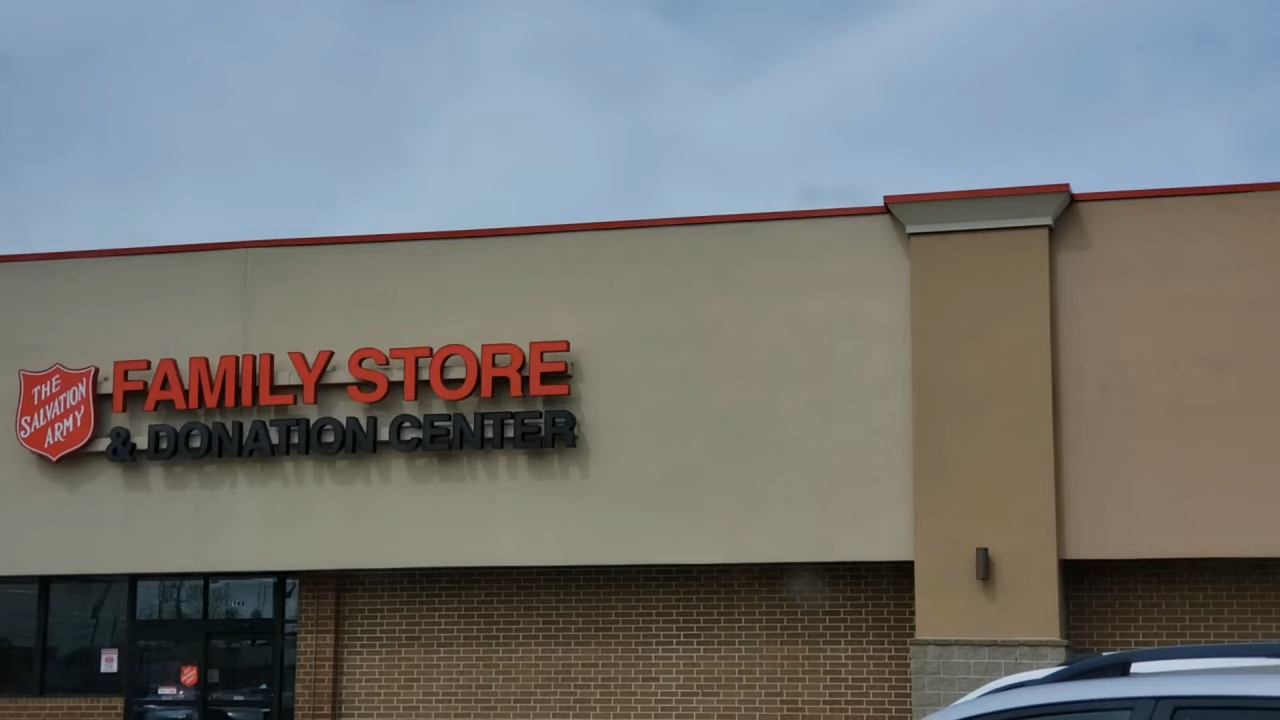 THE
SALVATION
ARMY
FAMILY STORE
& DONATION CENTER